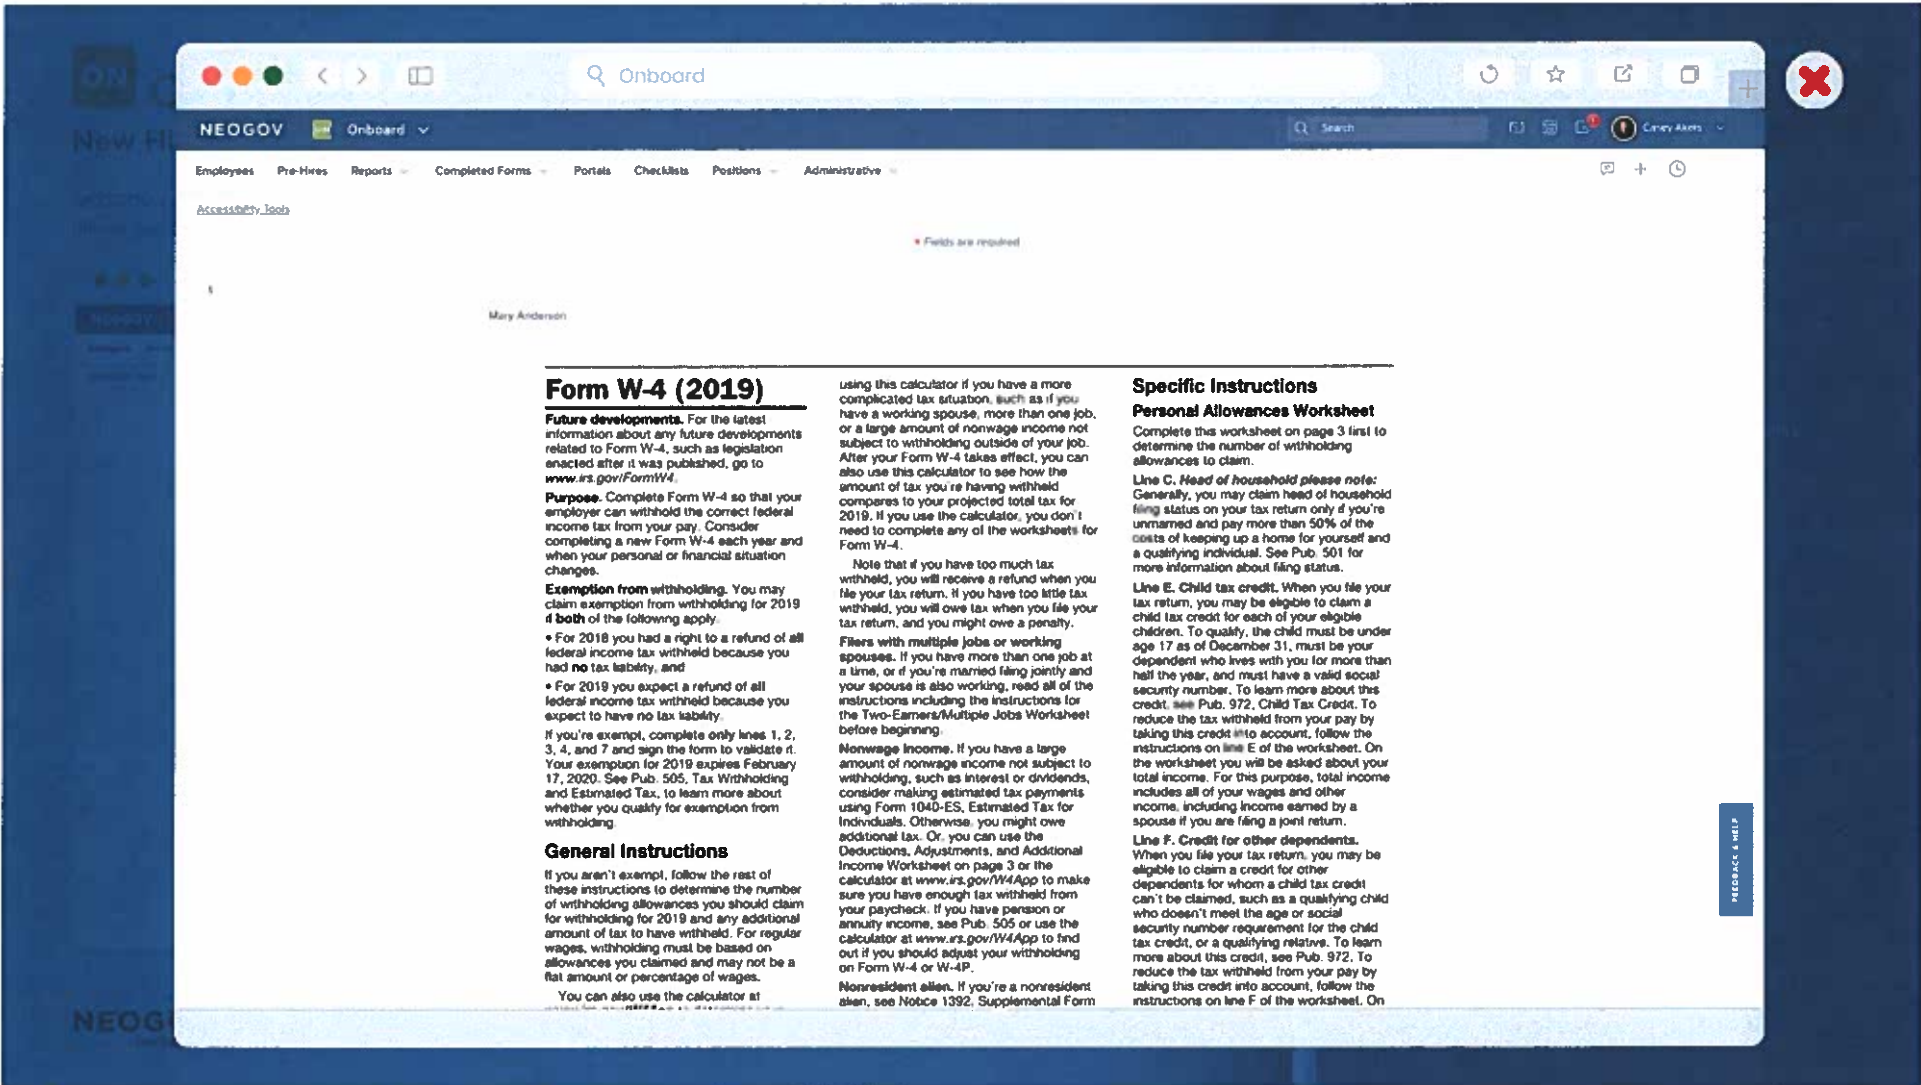 ON
New Hi
Onboard
NEOGOV
Onboard
Search
Employees
Pre-Hires
Reports
Completed Forms
Portals
Checklists
Positions
Administrative
Accessibility Tools
* Fields are required
Mary Anderson
Form W-4 (2019)
Future developments. For the latest
information about any future developments
related to Form W-4, such as legislation
enacted after it was published, go to
www.irs.gov/FormW4.
Purpose. Complete Form W-4 so that your
employer can withhold the correct federal
income tax from your pay. Consider
completing a new Form W-4 each year and
when your personal or financial situation
changes.
Exemption from withholding. You may
claim exemption from withholding for 2019
if both of the following apply.
• For 2018 you had a right to a refund of all
federal income tax withheld because you
had no tax liability, and
• For 2019 you expect a refund of all
federal income tax withheld because you
expect to have no tax liability.
If you're exempt, complete only lines 1, 2,
3, 4, and 7 and sign the form to validate it.
Your exemption for 2019 expires February
17, 2020. See Pub. 505, Tax Withholding
and Estimated Tax, to learn more about
whether you qualify for exemption from
withholding.
General Instructions
If you aren't exempt, follow the rest of
these instructions to determine the number
of withholding allowances you should claim
for withholding for 2019 and any additional
amount of tax to have withheld. For regular
wages, withholding must be based on
allowances you claimed and may not be a
flat amount or percentage of wages.
You can also use the calculator at
using this calculator if you have a more
complicated tax situation, such as if you
have a working spouse, more than one job,
or a large amount of nonwage income not
subject to withholding outside of your job.
After your Form W-4 takes effect, you can
also use this calculator to see how the
amount of tax you're having withheld
compares to your projected total tax for
2019. If you use the calculator, you don't
need to complete any of the worksheets for
Form W-4.
Note that if you have too much tax
withheld, you will receive a refund when you
file your tax return. If you have too little tax
withheld, you will owe tax when you file your
tax return, and you might owe a penalty.
Filers with multiple jobs or working
spouses. If you have more than one job at
a time, or if you're married filing jointly and
your spouse is also working, read all of the
instructions including the instructions for
the Two-Earners/Multiple Jobs Worksheet
before beginning.
Nonwage income. If you have a large
amount of nonwage income not subject to
withholding, such as interest or dividends,
consider making estimated tax payments
using Form 1040-ES, Estimated Tax for
Individuals. Otherwise, you might owe
additional tax. Or, you can use the
Deductions, Adjustments, and Additional
Income Worksheet on page 3 or the
calculator at www.irs.gov/W4App to make
sure you have enough tax withheld from
your paycheck. If you have pension or
annuity income, see Pub. 505 or use the
calculator at www.irs.gov/W4App to find
out if you should adjust your withholding
on Form W-4 or W-4P.
Nonresident alien. If you're a nonresident
alien, see Notice 1392, Supplemental Form
Specific Instructions
Personal Allowances Worksheet
Complete this worksheet on page 3 first to
determine the number of withholding
allowances to claim.
Line C. Head of household please note:
Generally, you may claim head of household
filing status on your tax return only if you're
unmarried and pay more than 50% of the
costs of keeping up a home for yourself and
a qualifying individual. See Pub. 501 for
more information about filing status.
Line E. Child tax credit. When you file your
tax return, you may be eligible to claim a
child tax credit for each of your eligible
children. To qualify, the child must be under
age 17 as of December 31, must be your
dependent who lives with you for more than
half the year, and must have a valid social
security number. To learn more about this
credit, see Pub. 972, Child Tax Credit. To
reduce the tax withheld from your pay by
taking this credit into account, follow the
instructions on line E of the worksheet. On
the worksheet you will be asked about your
total income. For this purpose, total income
includes all of your wages and other
income, including income earned by a
spouse if you are filing a joint return.
Line F. Credit for other dependents.
When you file your tax return, you may be
eligible to claim a credit for other
dependents for whom a child tax credit
can't be claimed, such as a qualifying child
who doesn't meet the age or social
security number requirement for the child
tax credit, or a qualifying relative. To learn
more about this credit, see Pub. 972. To
reduce the tax withheld from your pay by
taking this credit into account, follow the
instructions on line F of the worksheet. On
FEEDBACK & HELP
NEOG